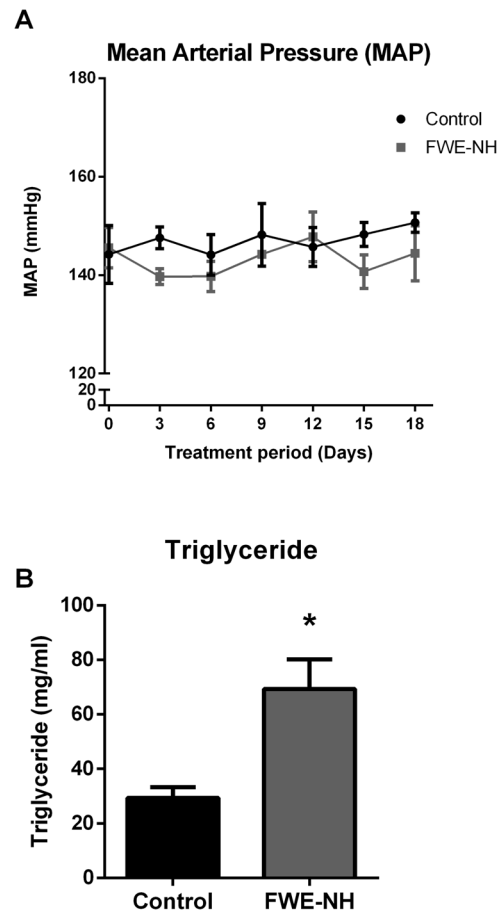 A
Mean Arterial Pressure (MAP)
180
160
140
120
20
0
MAP (mmHg)
Control
FWE-NH
0 3 6 9 12 15 18
Treatment period (Days)
Triglyceride
B
100
80
60
40
20
0
Triglyceride (mg/ml)
*
Control FWE-NH